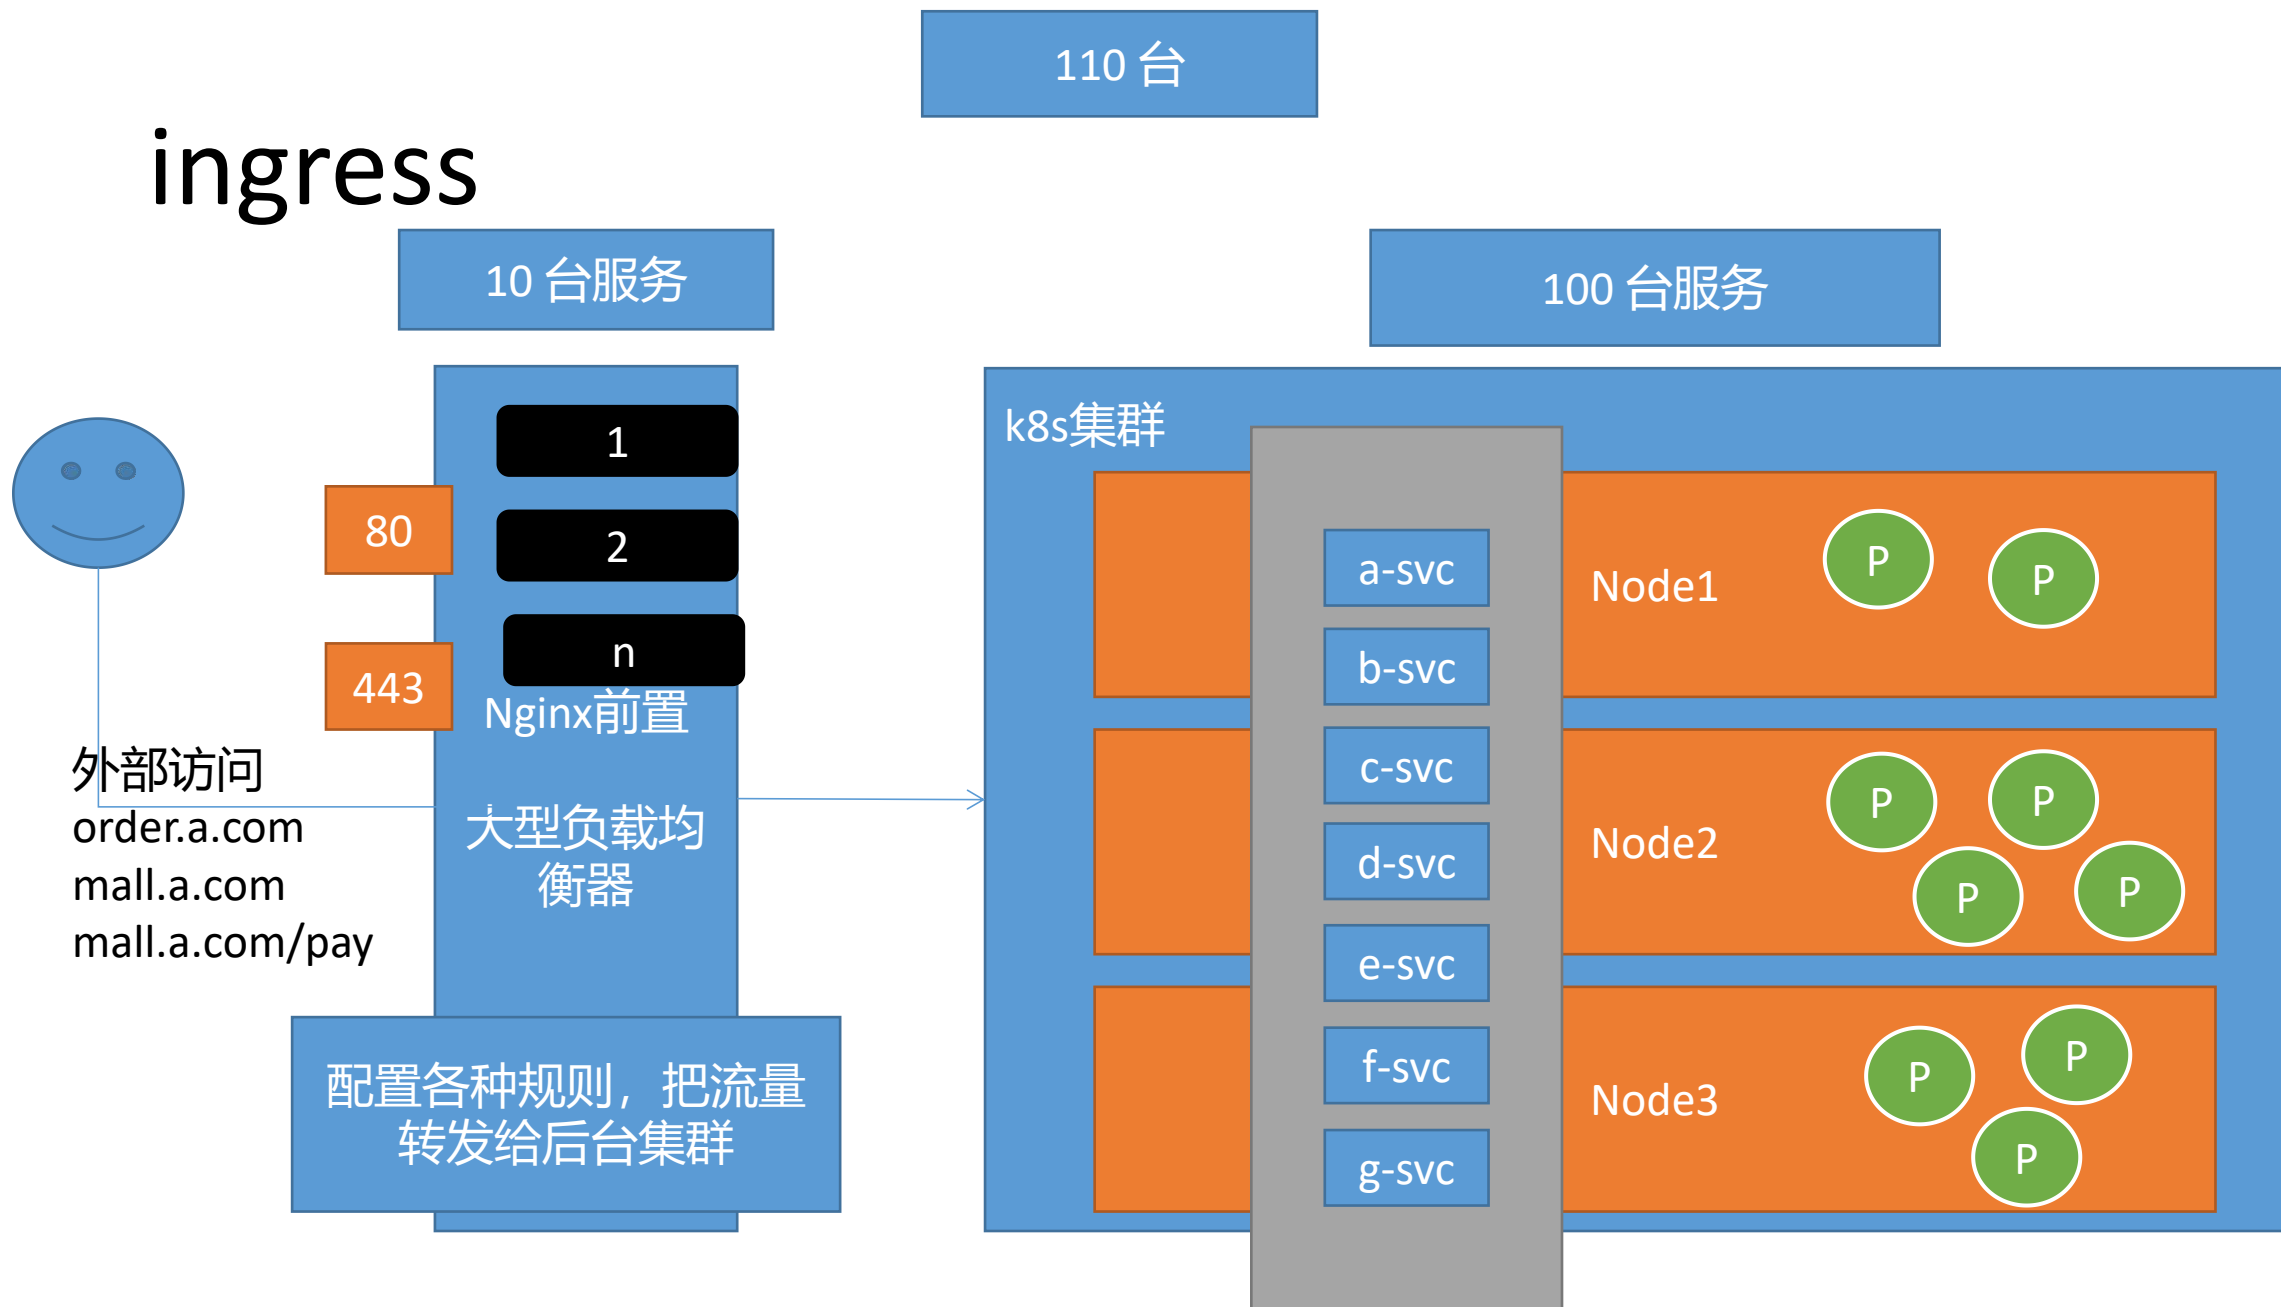 110 台
ingress
10 台服务
100 台服务
1
2
n
80
443
Nginx前置
大型负载均
衡器
外部访问
order.a.com
mall.a.com
mall.a.com/pay
配置各种规则，把流量
转发给后台集群
k8s集群
a-svc
b-svc
c-svc
d-svc
e-svc
f-svc
g-svc
Node1
P
P
Node2
P
P
P
P
Node3
P
P
P